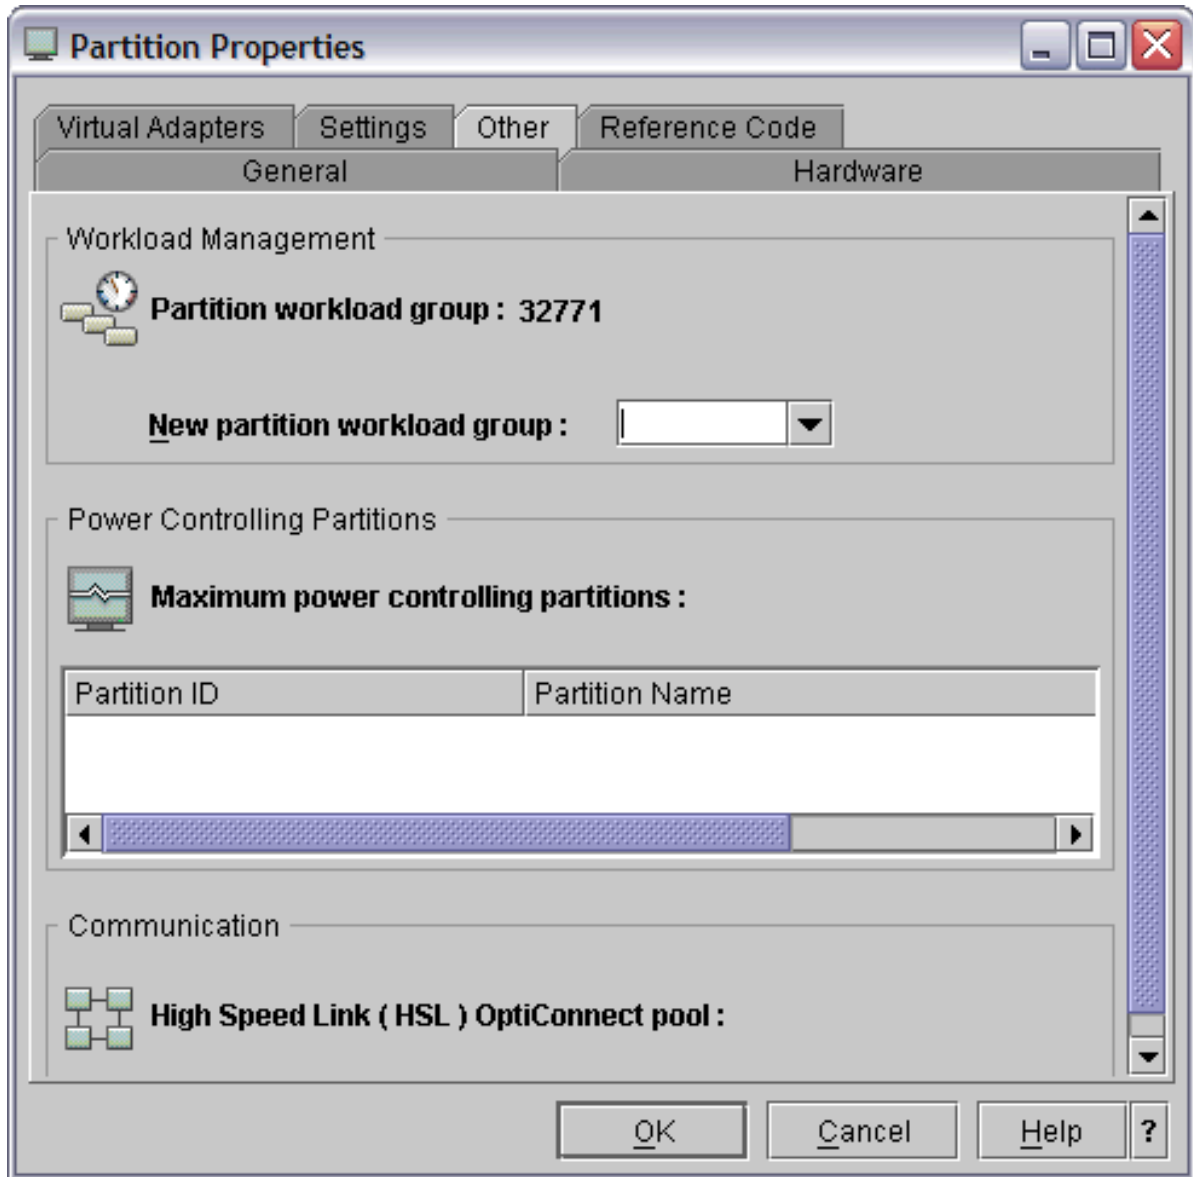 Partition Properties
Virtual Adapters Settings Other Reference Code
General Hardware
Workload Management
Partition workload group : 32771
New partition workload group :
Power Controlling Partitions
Maximum power controlling partitions :
Partition ID Partition Name
Communication
High Speed Link ( HSL ) OptiConnect pool :
OK Cancel Help ?